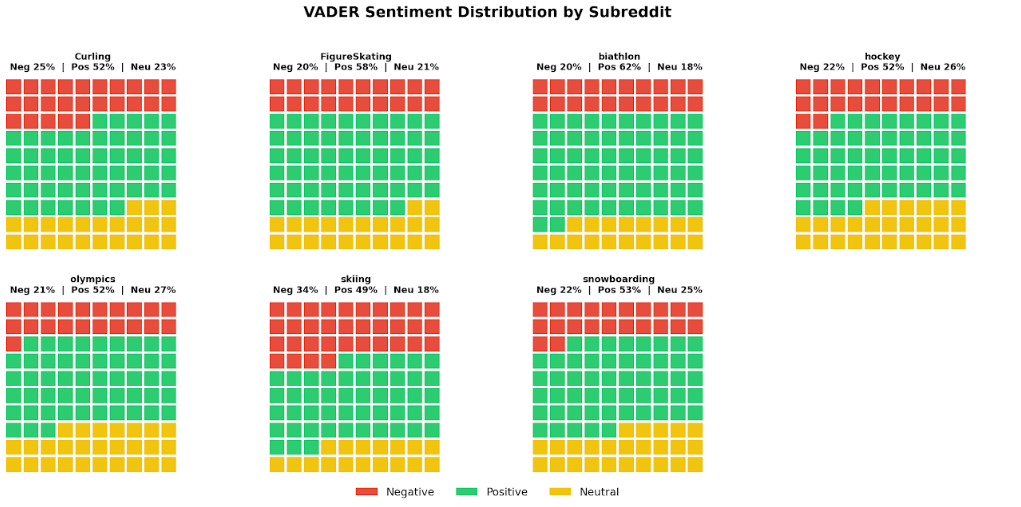 VADER Sentiment Distribution by Subreddit
Curling
Neg 25% | Pos 52% | Neu 23%
FigureSkating
Neg 20% | Pos 58% | Neu 21%
biathlon
Neg 20% | Pos 62% | Neu 18%
hockey
Neg 22% | Pos 52% | Neu 26%
olympics
Neg 21% | Pos 52% | Neu 27%
skiing
Neg 34% | Pos 49% | Neu 18%
snowboarding
Neg 22% | Pos 53% | Neu 25%
Negative
Positive
Neutral